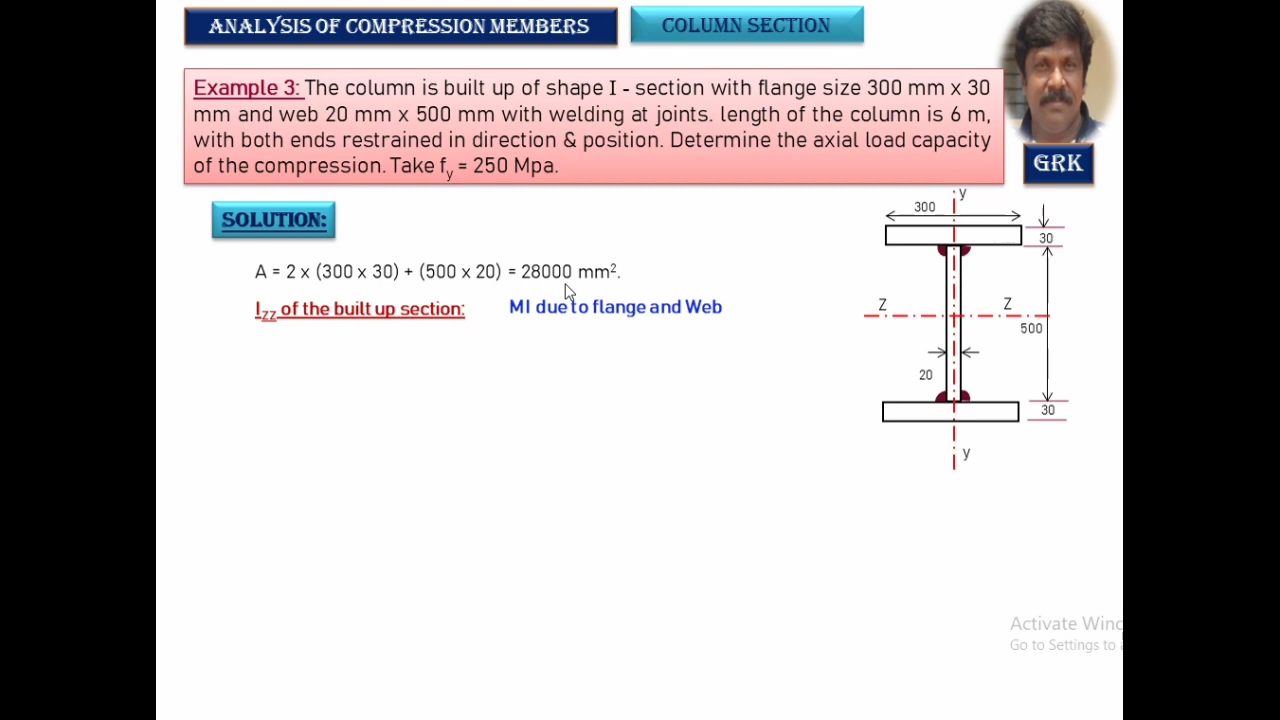 ANALYSIS OF COMPRESSION MEMBERS
COLUMN SECTION
Example 3: The column is built up of shape I - section with flange size 300 mm x 30
mm and web 20 mm x 500 mm with welding at joints. length of the column is 6 m,
with both ends restrained in direction & position. Determine the axial load capacity
of the compression. Take fy = 250 Mpa.
GRK
SOLUTION:
A = 2 x (300 x 30) + (500 x 20) = 28000 mm².
IZZ of the built up section: MI due to flange and Web
y
300
30
Z
Z
500
20
30
y
Activate Winc
Go to Settings to